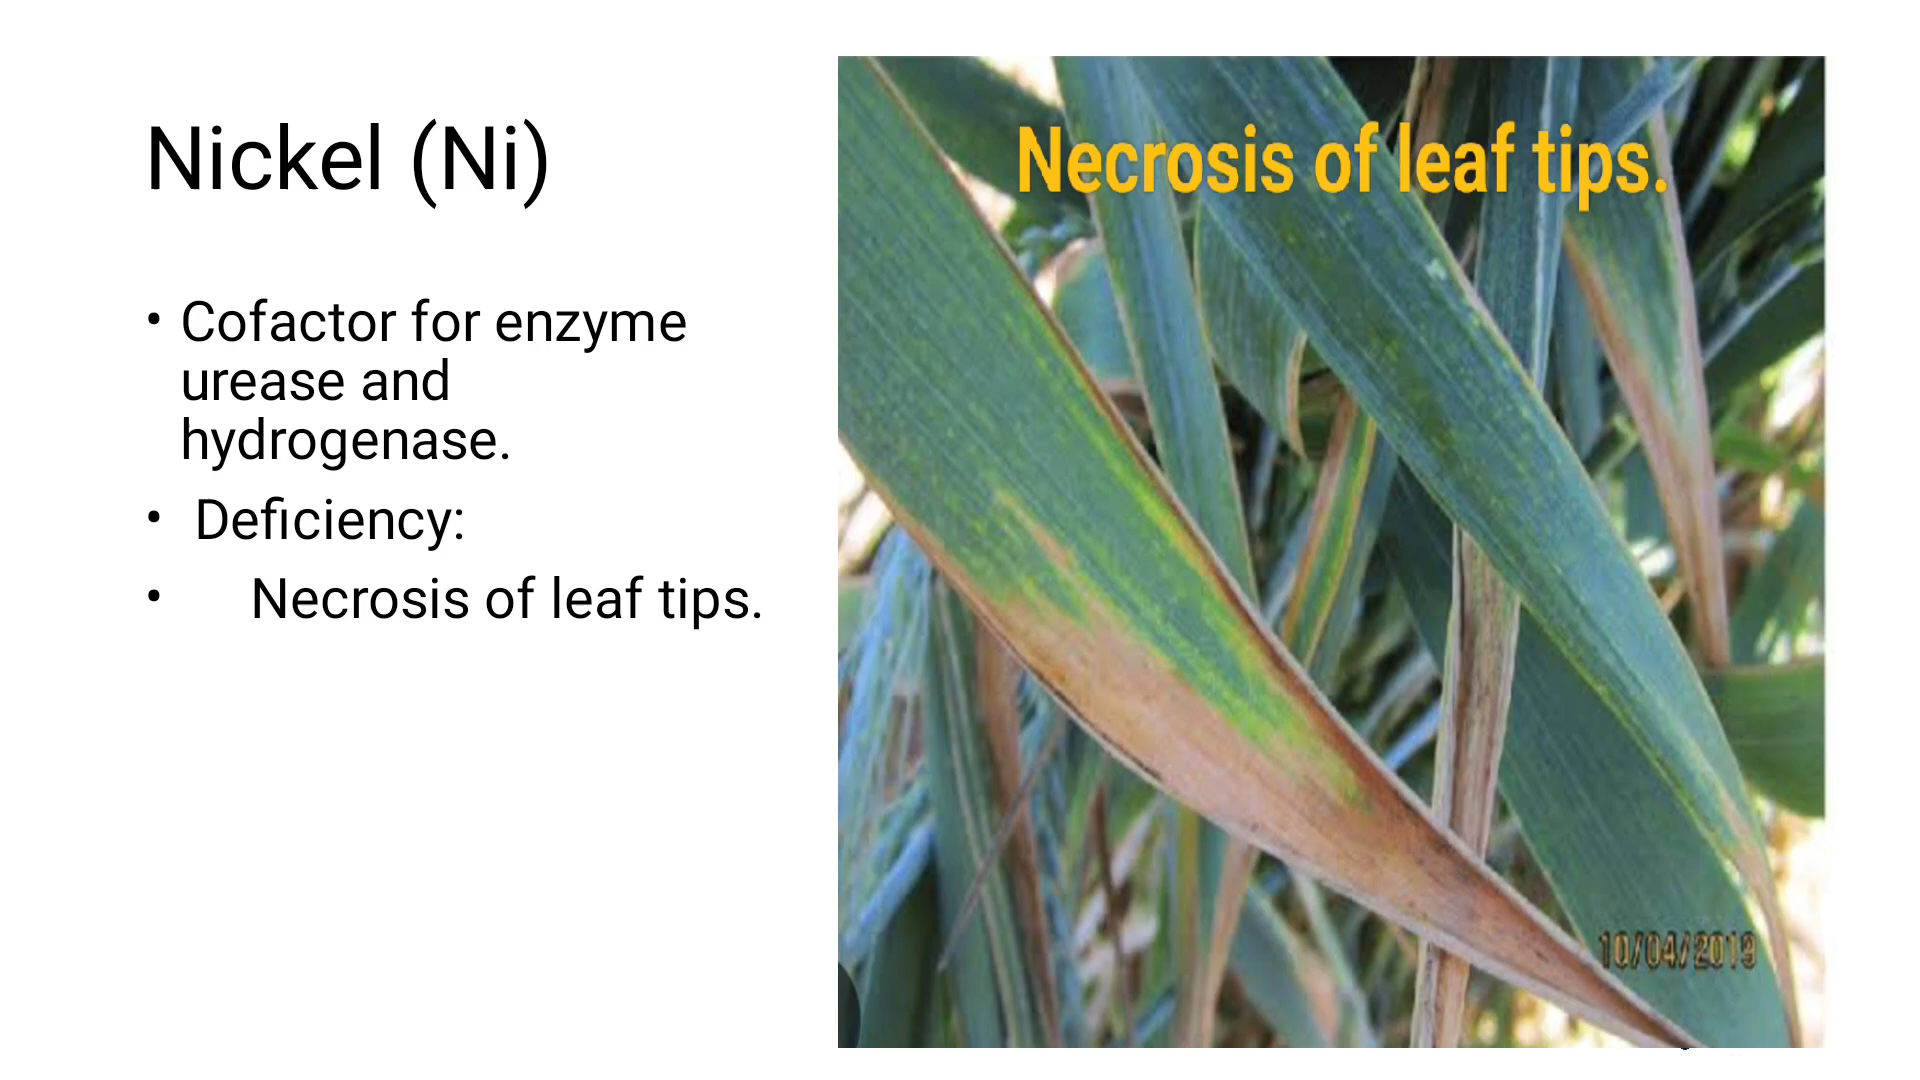 Nickel (Ni)
• Cofactor for enzyme
urease and
hydrogenase.
• Deficiency:
• Necrosis of leaf tips.
Necrosis of leaf tips.
10/04/2019